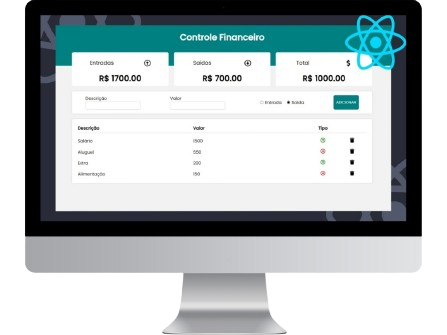 Controle Financeiro
Entradas Saídas Total $
R$ 1700.00 R$ 700.00 R$ 1000.00
Descrição Valor
Entrada Saída ADICIONAR
Descrição Valor Tipo
Salário 1500
Aluguel 550
Extra 200
Alimentação 150